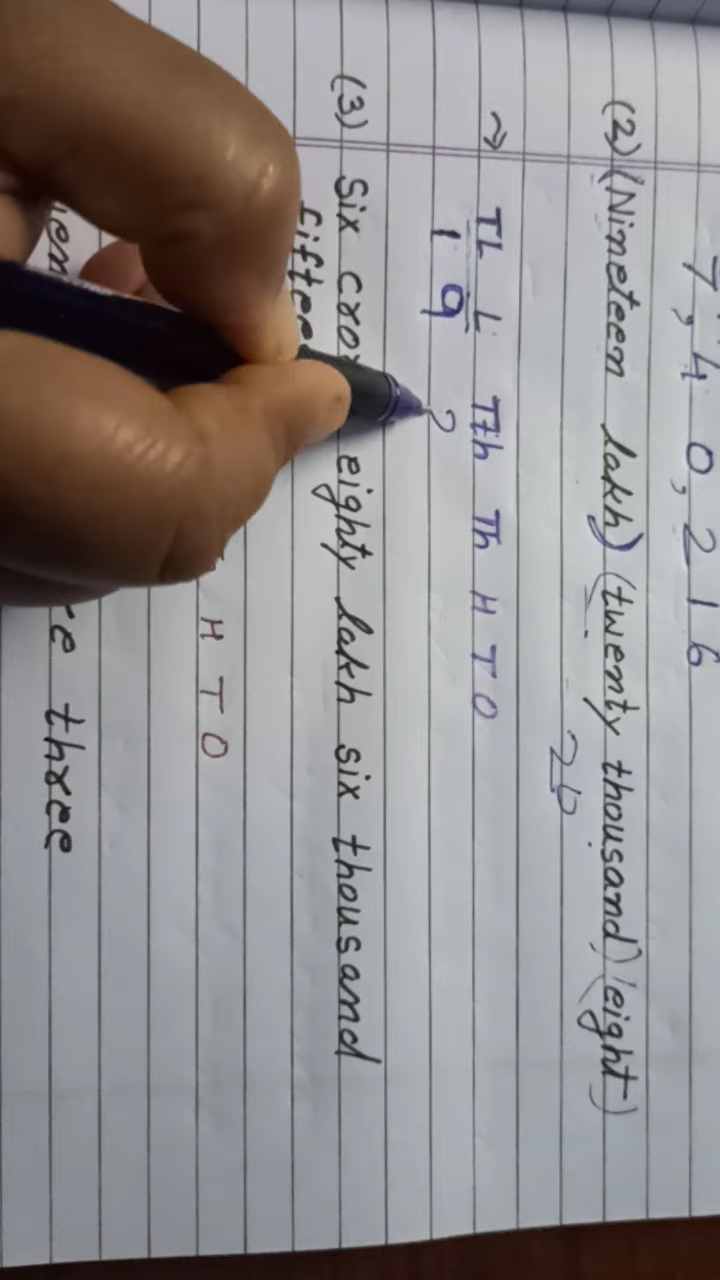 7, 4 0, 2 1 6
(2) (Nineteen lakh) (twenty thousand) (eight)
20
→ TL L Tth Th H T O
1 9 2
(3) Six eighty lakh six thousand
H T O
three